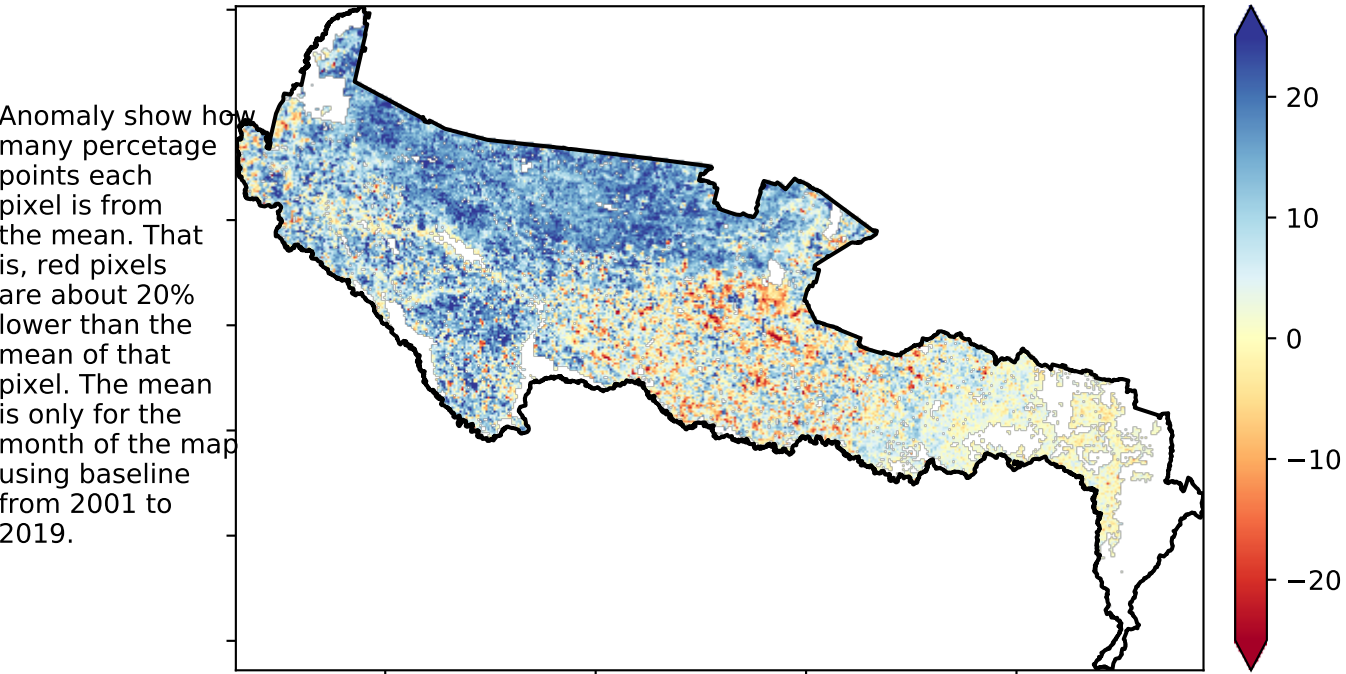 Anomaly show how
many percetage
points each
pixel is from
the mean. That
is, red pixels
are about 20%
lower than the
mean of that
pixel. The mean
is only for the
month of the map
using baseline
from 2001 to
2019.
20
10
0
−10
−20